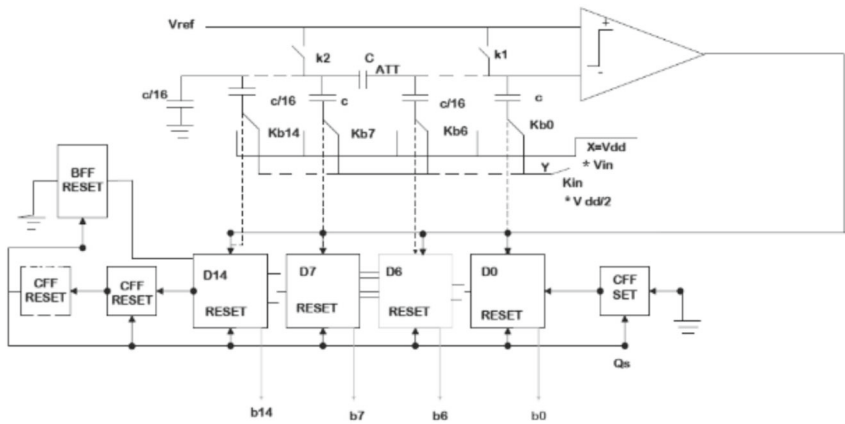 Vref
k2
C
k1
+
ATT
-
c/16
c/16
c
c/16
c
Kb14
Kb7
Kb6
Kb0
X=Vdd
* Vin
Y
Kin
* V dd/2
BFF
RESET
D14
D7
D6
D0
CFF
RESET
CFF
RESET
CFF
SET
RESET
RESET
RESET
RESET
Qs
b14
b7
b6
b0